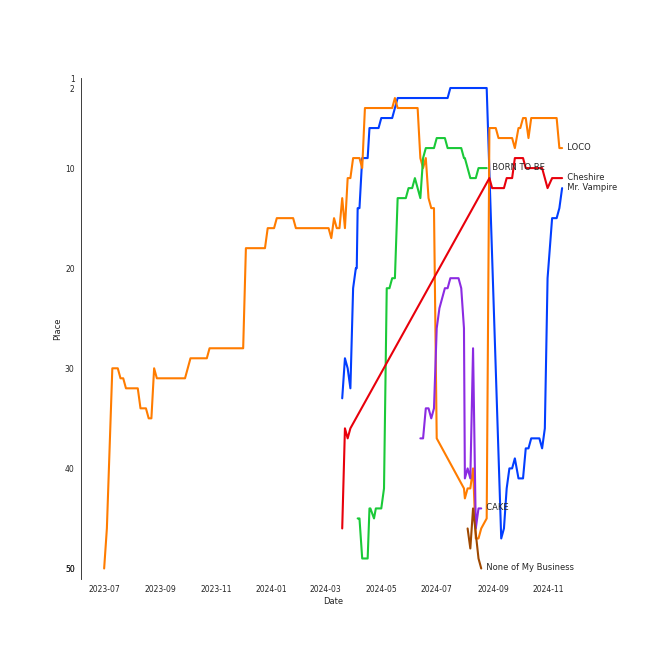 1
2
10
20
30
40
50
Place
LOCO
BORN TO BE
Cheshire
Mr. Vampire
CAKE
None of My Business
2023-07 2023-09 2023-11 2024-01 2024-03 2024-05 2024-07 2024-09 2024-11
Date